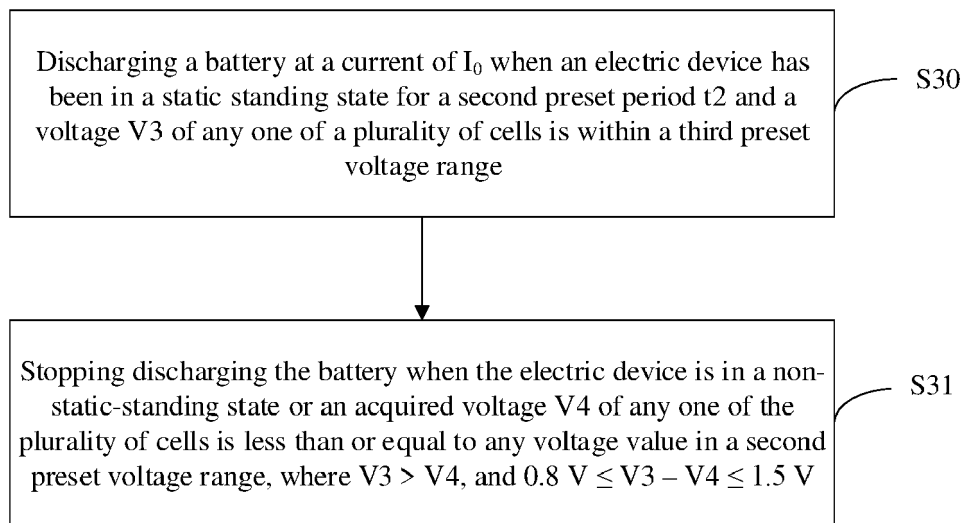 Discharging a battery at a current of I₀ when an electric device has
been in a static standing state for a second preset period t2 and a
voltage V3 of any one of a plurality of cells is within a third preset
voltage range
S30
Stopping discharging the battery when the electric device is in a non-
static-standing state or an acquired voltage V4 of any one of the
plurality of cells is less than or equal to any voltage value in a second
preset voltage range, where V3 > V4, and 0.8 V ≤ V3 – V4 ≤ 1.5 V
S31